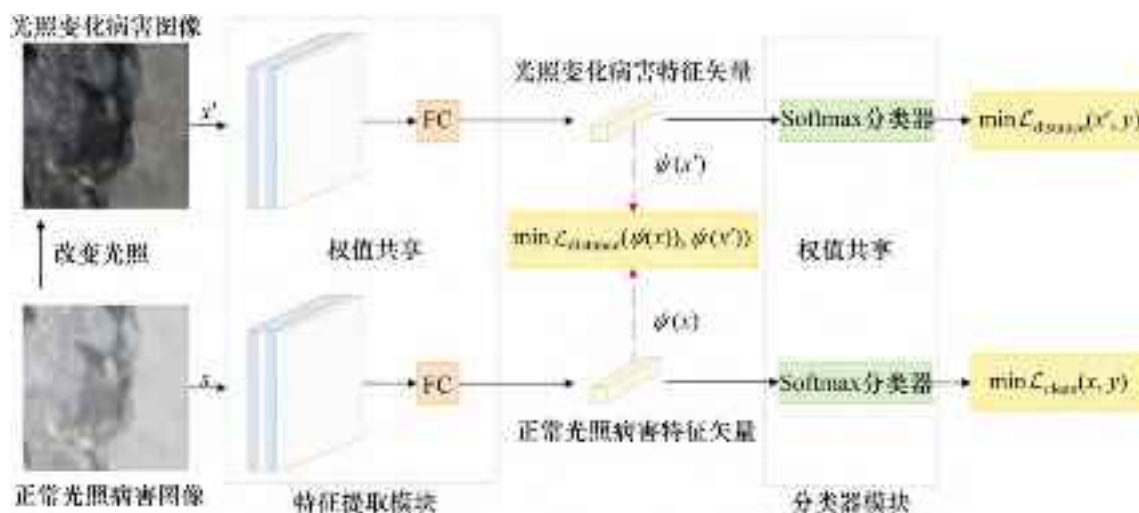 光照变化病害图像
光照变化病害特征矢量
x'
FC
Softmax分类器
min ℒdistance(x', y)
ψ(x')
改变光照
权值共享
min ℒdistance(ψ(x)), ψ(x'))
权值共享
ψ(x)
x
FC
Softmax分类器
min ℒclass(x, y)
正常光照病害特征矢量
正常光照病害图像
特征提取模块
分类器模块